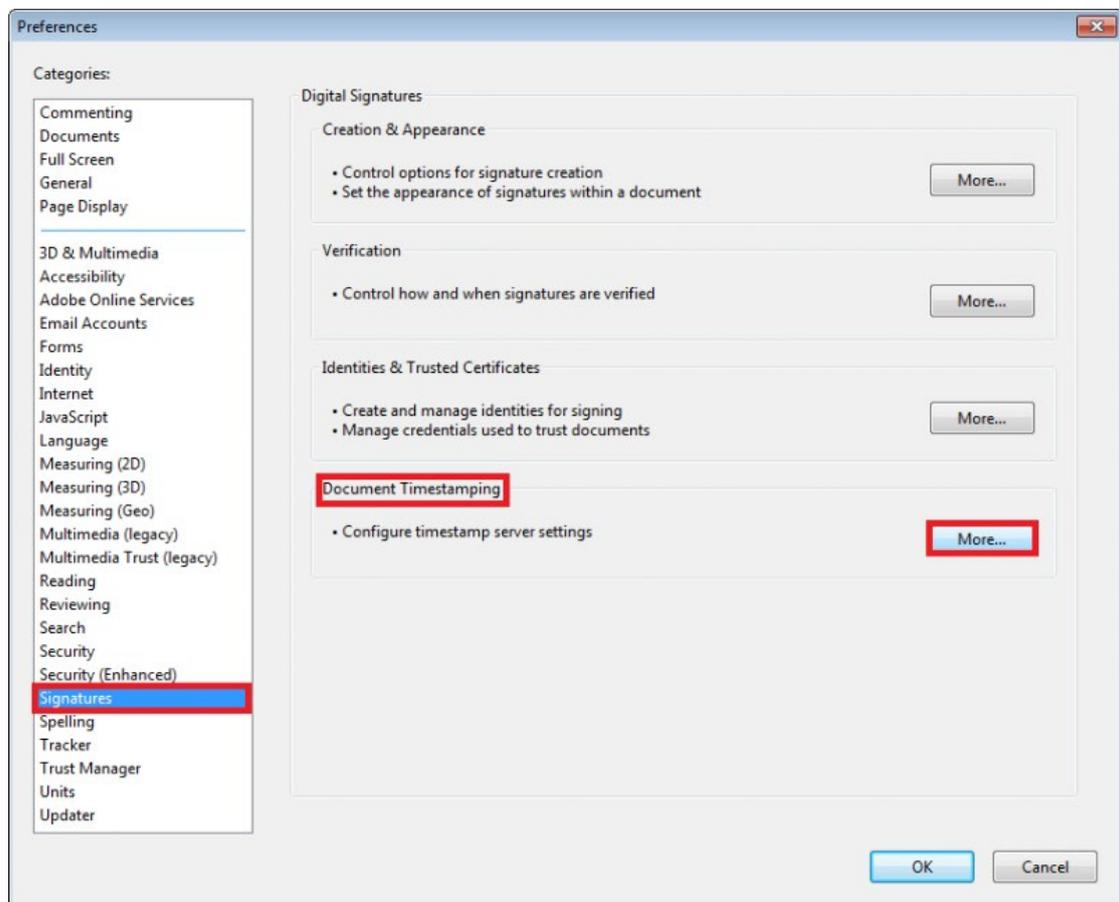 Preferences
Categories:
Commenting
Documents
Full Screen
General
Page Display
3D & Multimedia
Accessibility
Adobe Online Services
Email Accounts
Forms
Identity
Internet
JavaScript
Language
Measuring (2D)
Measuring (3D)
Measuring (Geo)
Multimedia (legacy)
Multimedia Trust (legacy)
Reading
Reviewing
Search
Security
Security (Enhanced)
Signatures
Spelling
Tracker
Trust Manager
Units
Updater
Digital Signatures
Creation & Appearance
• Control options for signature creation
• Set the appearance of signatures within a document
More...
Verification
• Control how and when signatures are verified
More...
Identities & Trusted Certificates
• Create and manage identities for signing
• Manage credentials used to trust documents
More...
Document Timestamping
• Configure timestamp server settings
More...
OK
Cancel